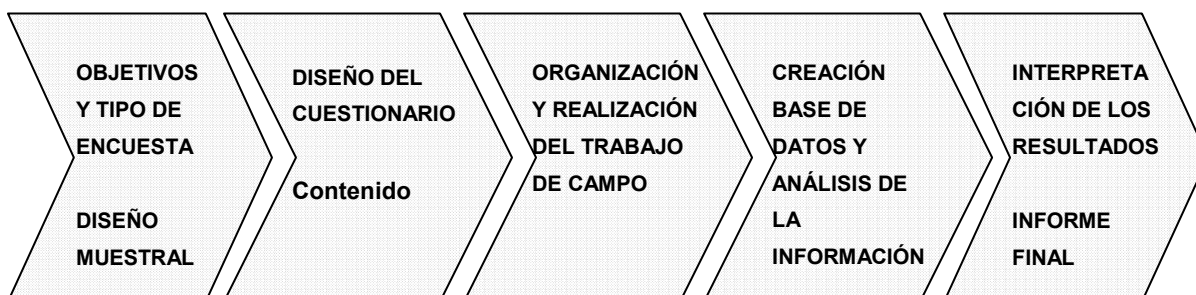 OBJETIVOS
Y TIPO DE
ENCUESTA
DISEÑO
MUESTRAL
DISEÑO DEL
CUESTIONARIO
Contenido
ORGANIZACIÓN
Y REALIZACIÓN
DEL TRABAJO
DE CAMPO
CREACIÓN
BASE DE
DATOS Y
ANÁLISIS DE
LA
INFORMACIÓN
INTERPRETA
CIÓN DE LOS
RESULTADOS
INFORME
FINAL